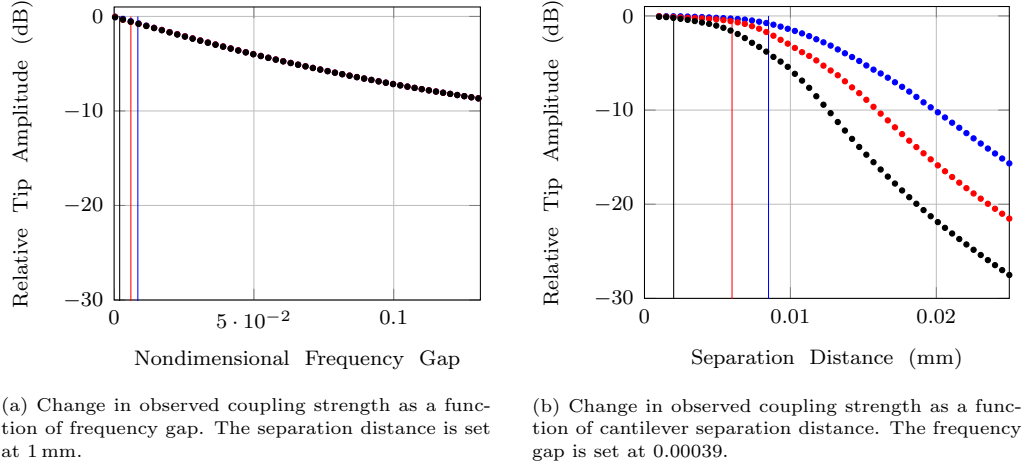 0
−10
−20
−30
0
5 · 10⁻²
0.1
Relative Tip Amplitude (dB)
Nondimensional Frequency Gap
(a) Change in observed coupling strength as a func-
tion of frequency gap. The separation distance is set
at 1 mm.
0
−10
−20
−30
0
0.01
0.02
Relative Tip Amplitude (dB)
Separation Distance (mm)
(b) Change in observed coupling strength as a func-
tion of cantilever separation distance. The frequency
gap is set at 0.00039.